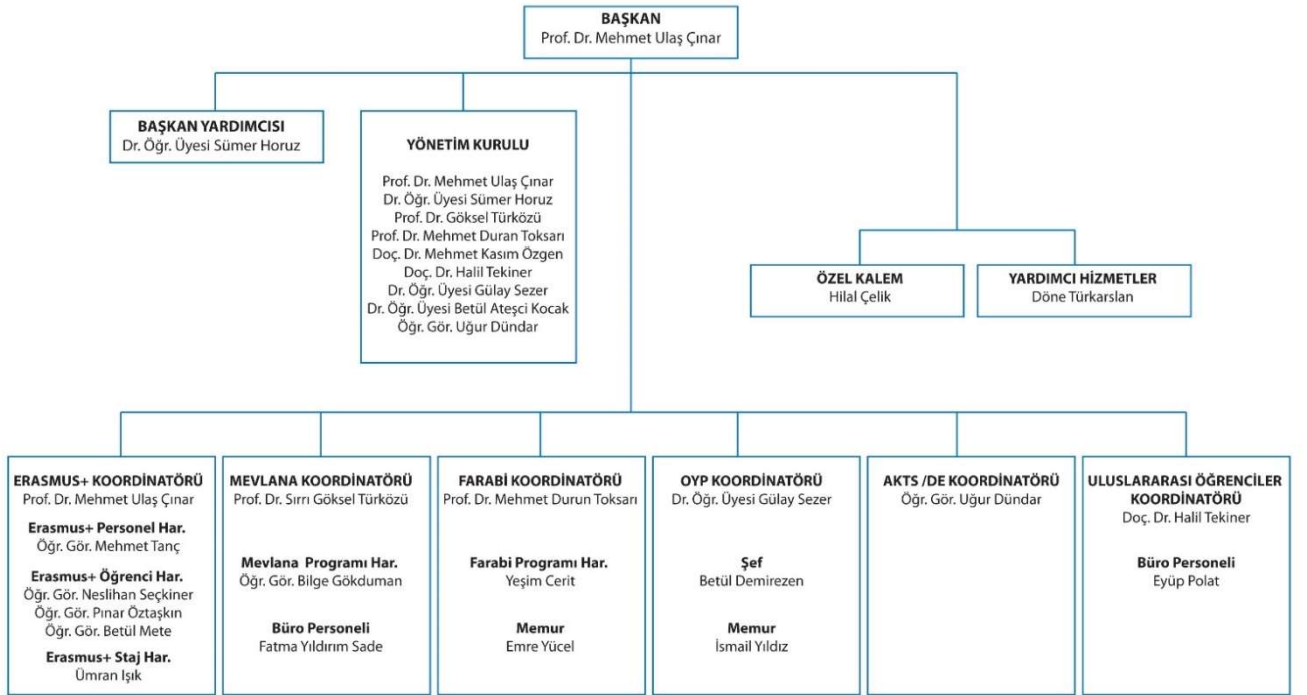 BAŞKAN
Prof. Dr. Mehmet Ulaş Çınar
BAŞKAN YARDIMCISI
Dr. Öğr. Üyesi Sümer Horuz
YÖNETİM KURULU
Prof. Dr. Mehmet Ulaş Çınar
Dr. Öğr. Üyesi Sümer Horuz
Prof. Dr. Göksel Türközü
Prof. Dr. Mehmet Duran Toksarı
Doç. Dr. Mehmet Kasım Özgen
Doç. Dr. Halil Tekiner
Dr. Öğr. Üyesi Gülay Sezer
Dr. Öğr. Üyesi Betül Ateşci Kocak
Öğr. Gör. Uğur Dündar
ÖZEL KALEM
Hilal Çelik
YARDIMCI HİZMETLER
Döne Türkarslan
ERASMUS+ KOORDİNATÖRÜ
Prof. Dr. Mehmet Ulaş Çınar
Erasmus+ Personel Har.
Öğr. Gör. Mehmet Tanç
Erasmus+ Öğrenci Har.
Öğr. Gör. Neslihan Seçkiner
Öğr. Gör. Pınar Öztaşkın
Öğr. Gör. Betül Mete
Erasmus+ Staj Har.
Ümran Işık
MEVLANA KOORDİNATÖRÜ
Prof. Dr. Sırrı Göksel Türközü
Mevlana Programı Har.
Öğr. Gör. Bilge Gökduman
Büro Personeli
Fatma Yıldırım Sade
FARABİ KOORDİNATÖRÜ
Prof. Dr. Mehmet Durun Toksarı
Farabi Programı Har.
Yeşim Cerit
Memur
Emre Yücel
OYP KOORDİNATÖRÜ
Dr. Öğr. Üyesi Gülay Sezer
Şef
Betül Demirezen
Memur
İsmail Yıldız
AKTS /DE KOORDİNATÖRÜ
Öğr. Gör. Uğur Dündar
ULUSLARARASI ÖĞRENCİLER
KOORDİNATÖRÜ
Doç. Dr. Halil Tekiner
Büro Personeli
Eyüp Polat